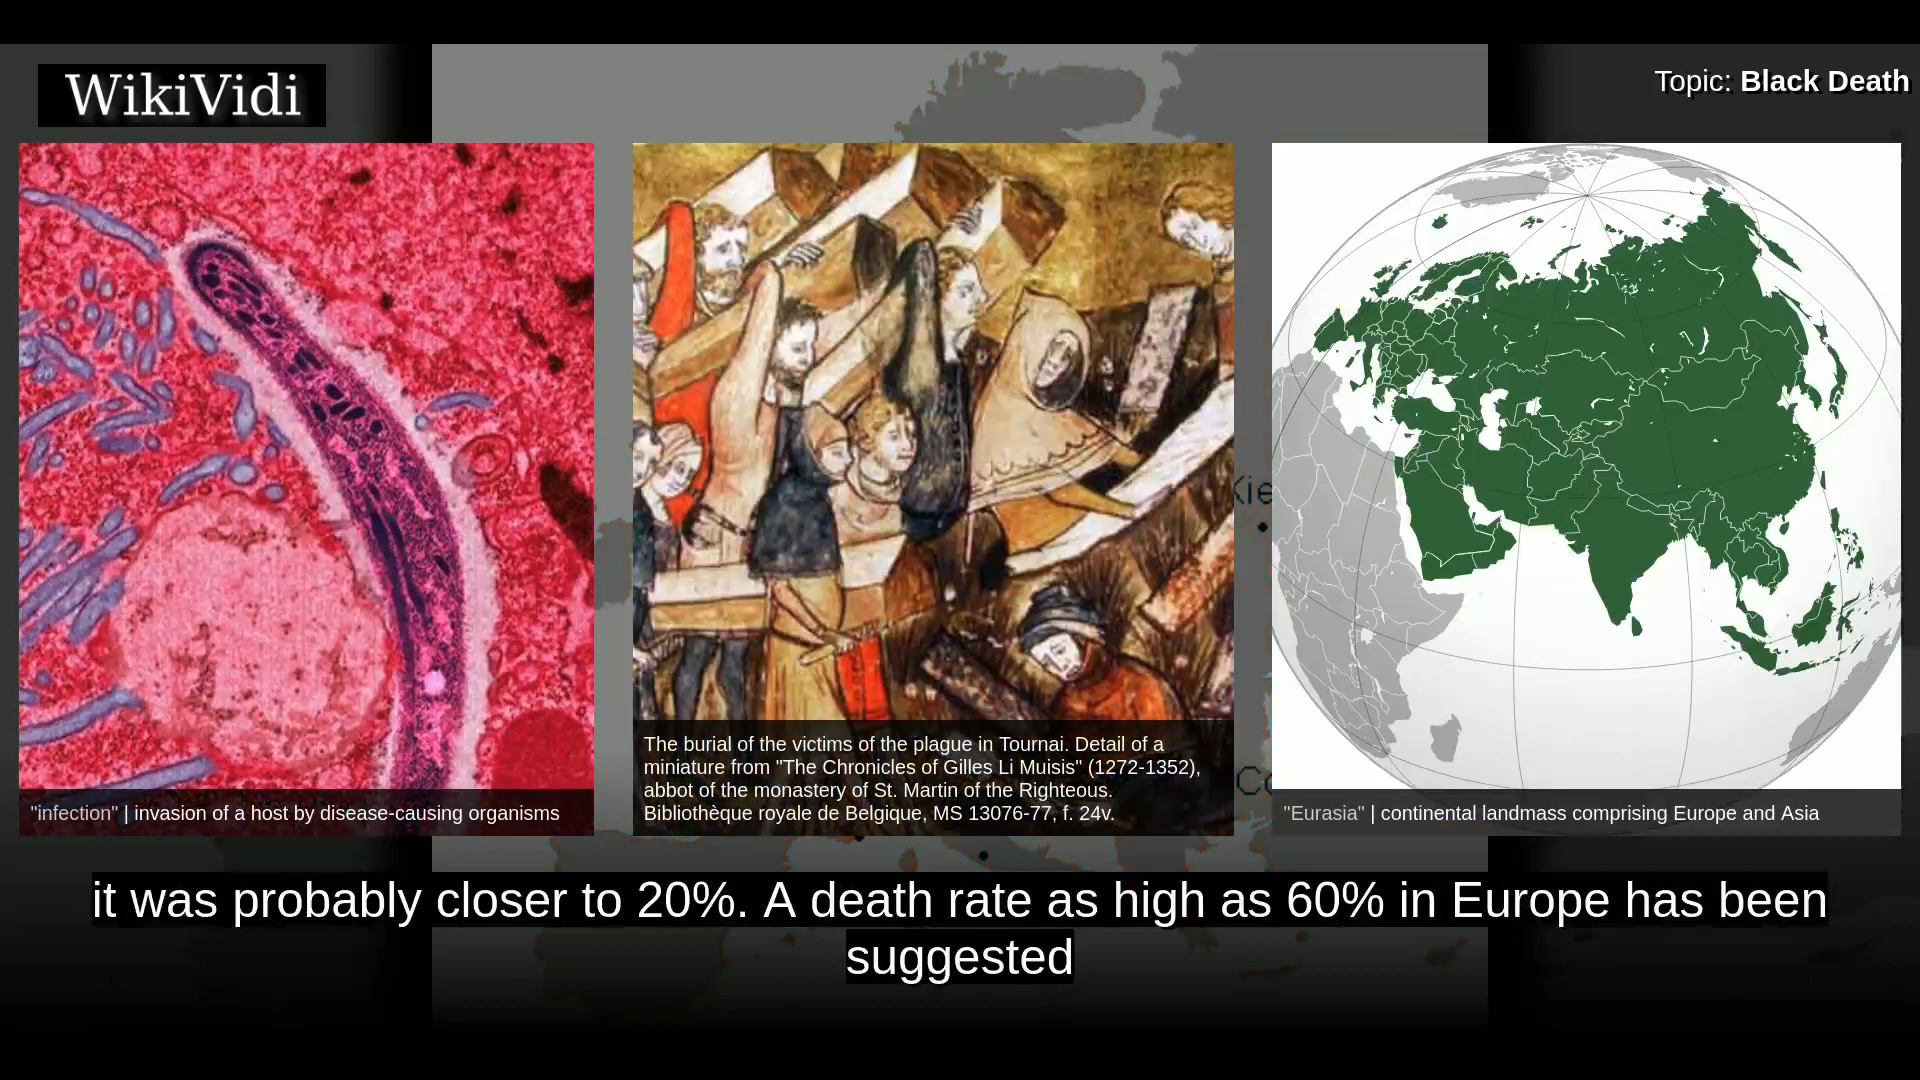 WikiVidi
Topic: Black Death
Kie
Co
"infection" | invasion of a host by disease-causing organisms
The burial of the victims of the plague in Tournai. Detail of a
miniature from "The Chronicles of Gilles Li Muisis" (1272-1352),
abbot of the monastery of St. Martin of the Righteous.
Bibliothèque royale de Belgique, MS 13076-77, f. 24v.
"Eurasia" | continental landmass comprising Europe and Asia
it was probably closer to 20%. A death rate as high as 60% in Europe has been
suggested